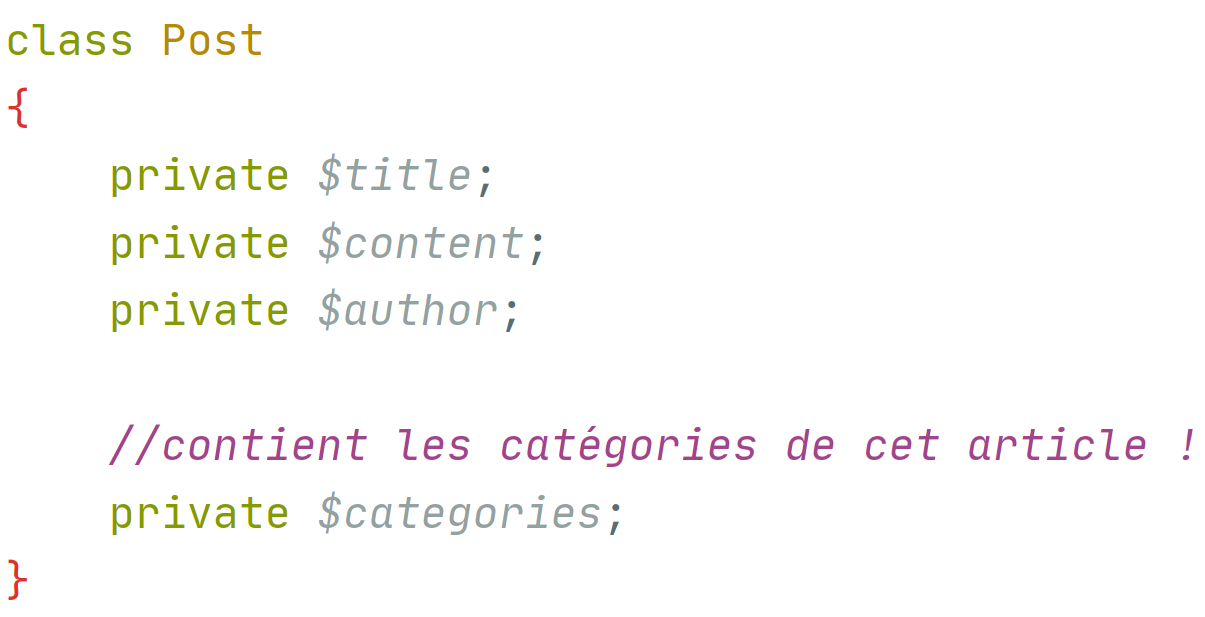 class Post
{
    private $title;
    private $content;
    private $author;
    //contient les catégories de cet article !
    private $categories;
}